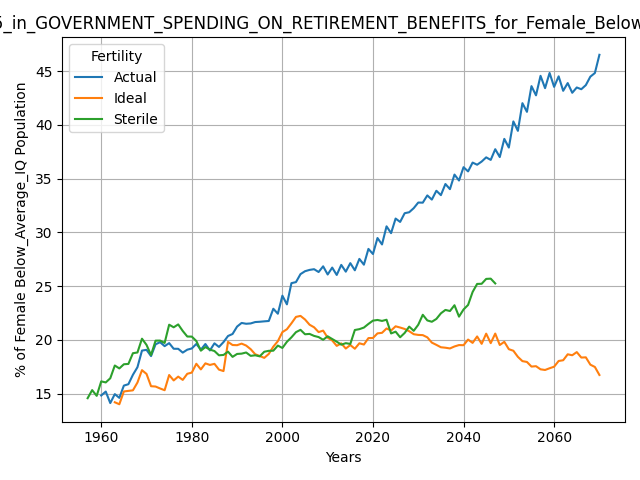 _in_GOVERNMENT_SPENDING_ON_RETIREMENT_BENEFITS_for_Female_Below
Fertility
Actual
Ideal
Sterile
% of Female Below_Average_IQ Population
45
40
35
30
25
20
15
1960
1980
2000
2020
2040
2060
Years